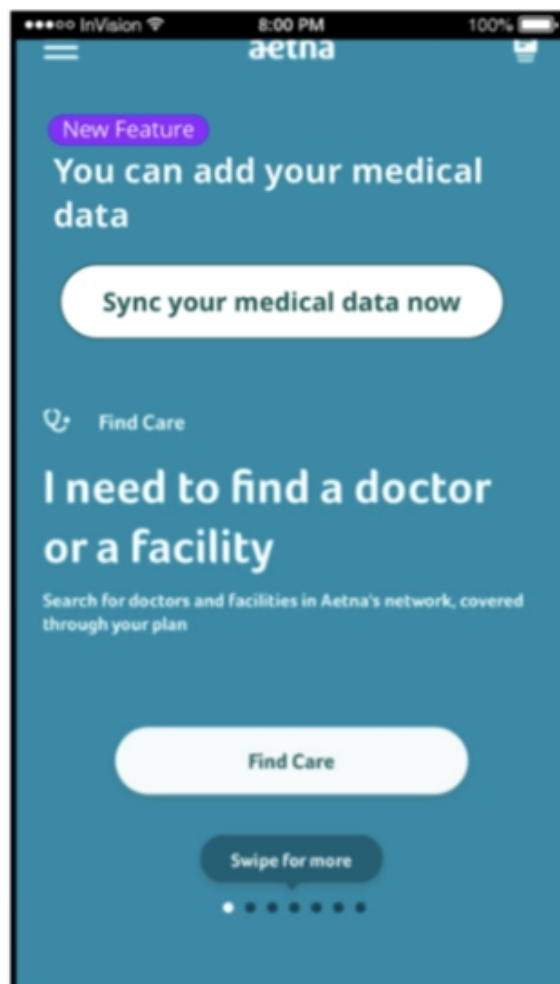 InVision 8:00 PM 100%
aetna
New Feature
You can add your medical
data
Sync your medical data now
Find Care
I need to find a doctor
or a facility
Search for doctors and facilities in Aetna's network, covered
through your plan
Find Care
Swipe for more